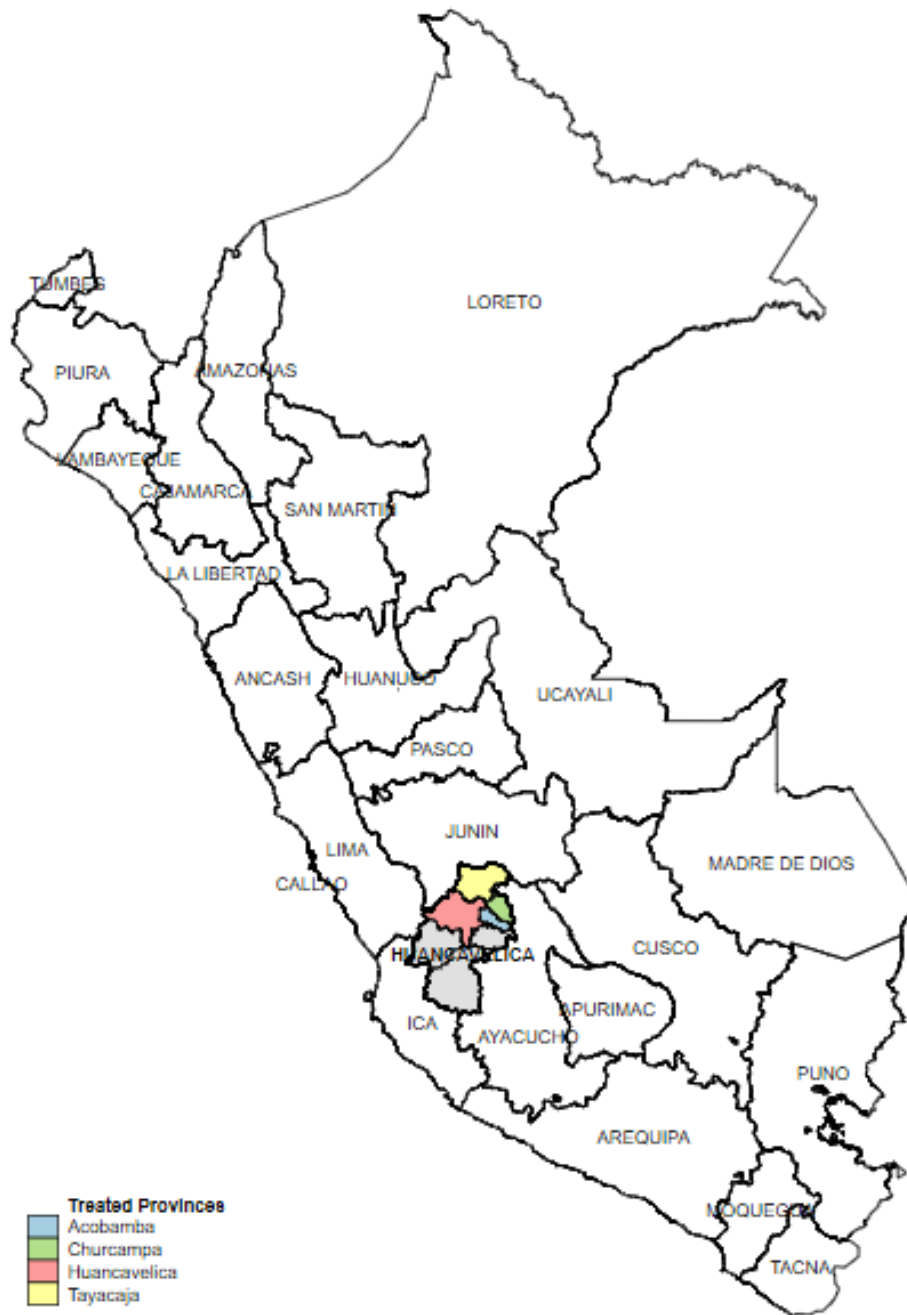 LORETO
TUMBES
PIURA
AMAZONAS
LAMBAYEQUE
CAJAMARCA
SAN MARTIN
LA LIBERTAD
ANCASH
HUANUCO
UCAYALI
PASCO
JUNIN
LIMA
MADRE DE DIOS
CALLAO
CUSCO
HUANCAVELICA
APURIMAC
ICA
AYACUCHO
PUNO
AREQUIPA
MOQUEGUA
TACNA
Treated Provinces
Acobamba
Churcampa
Huancavelica
Tayacaja